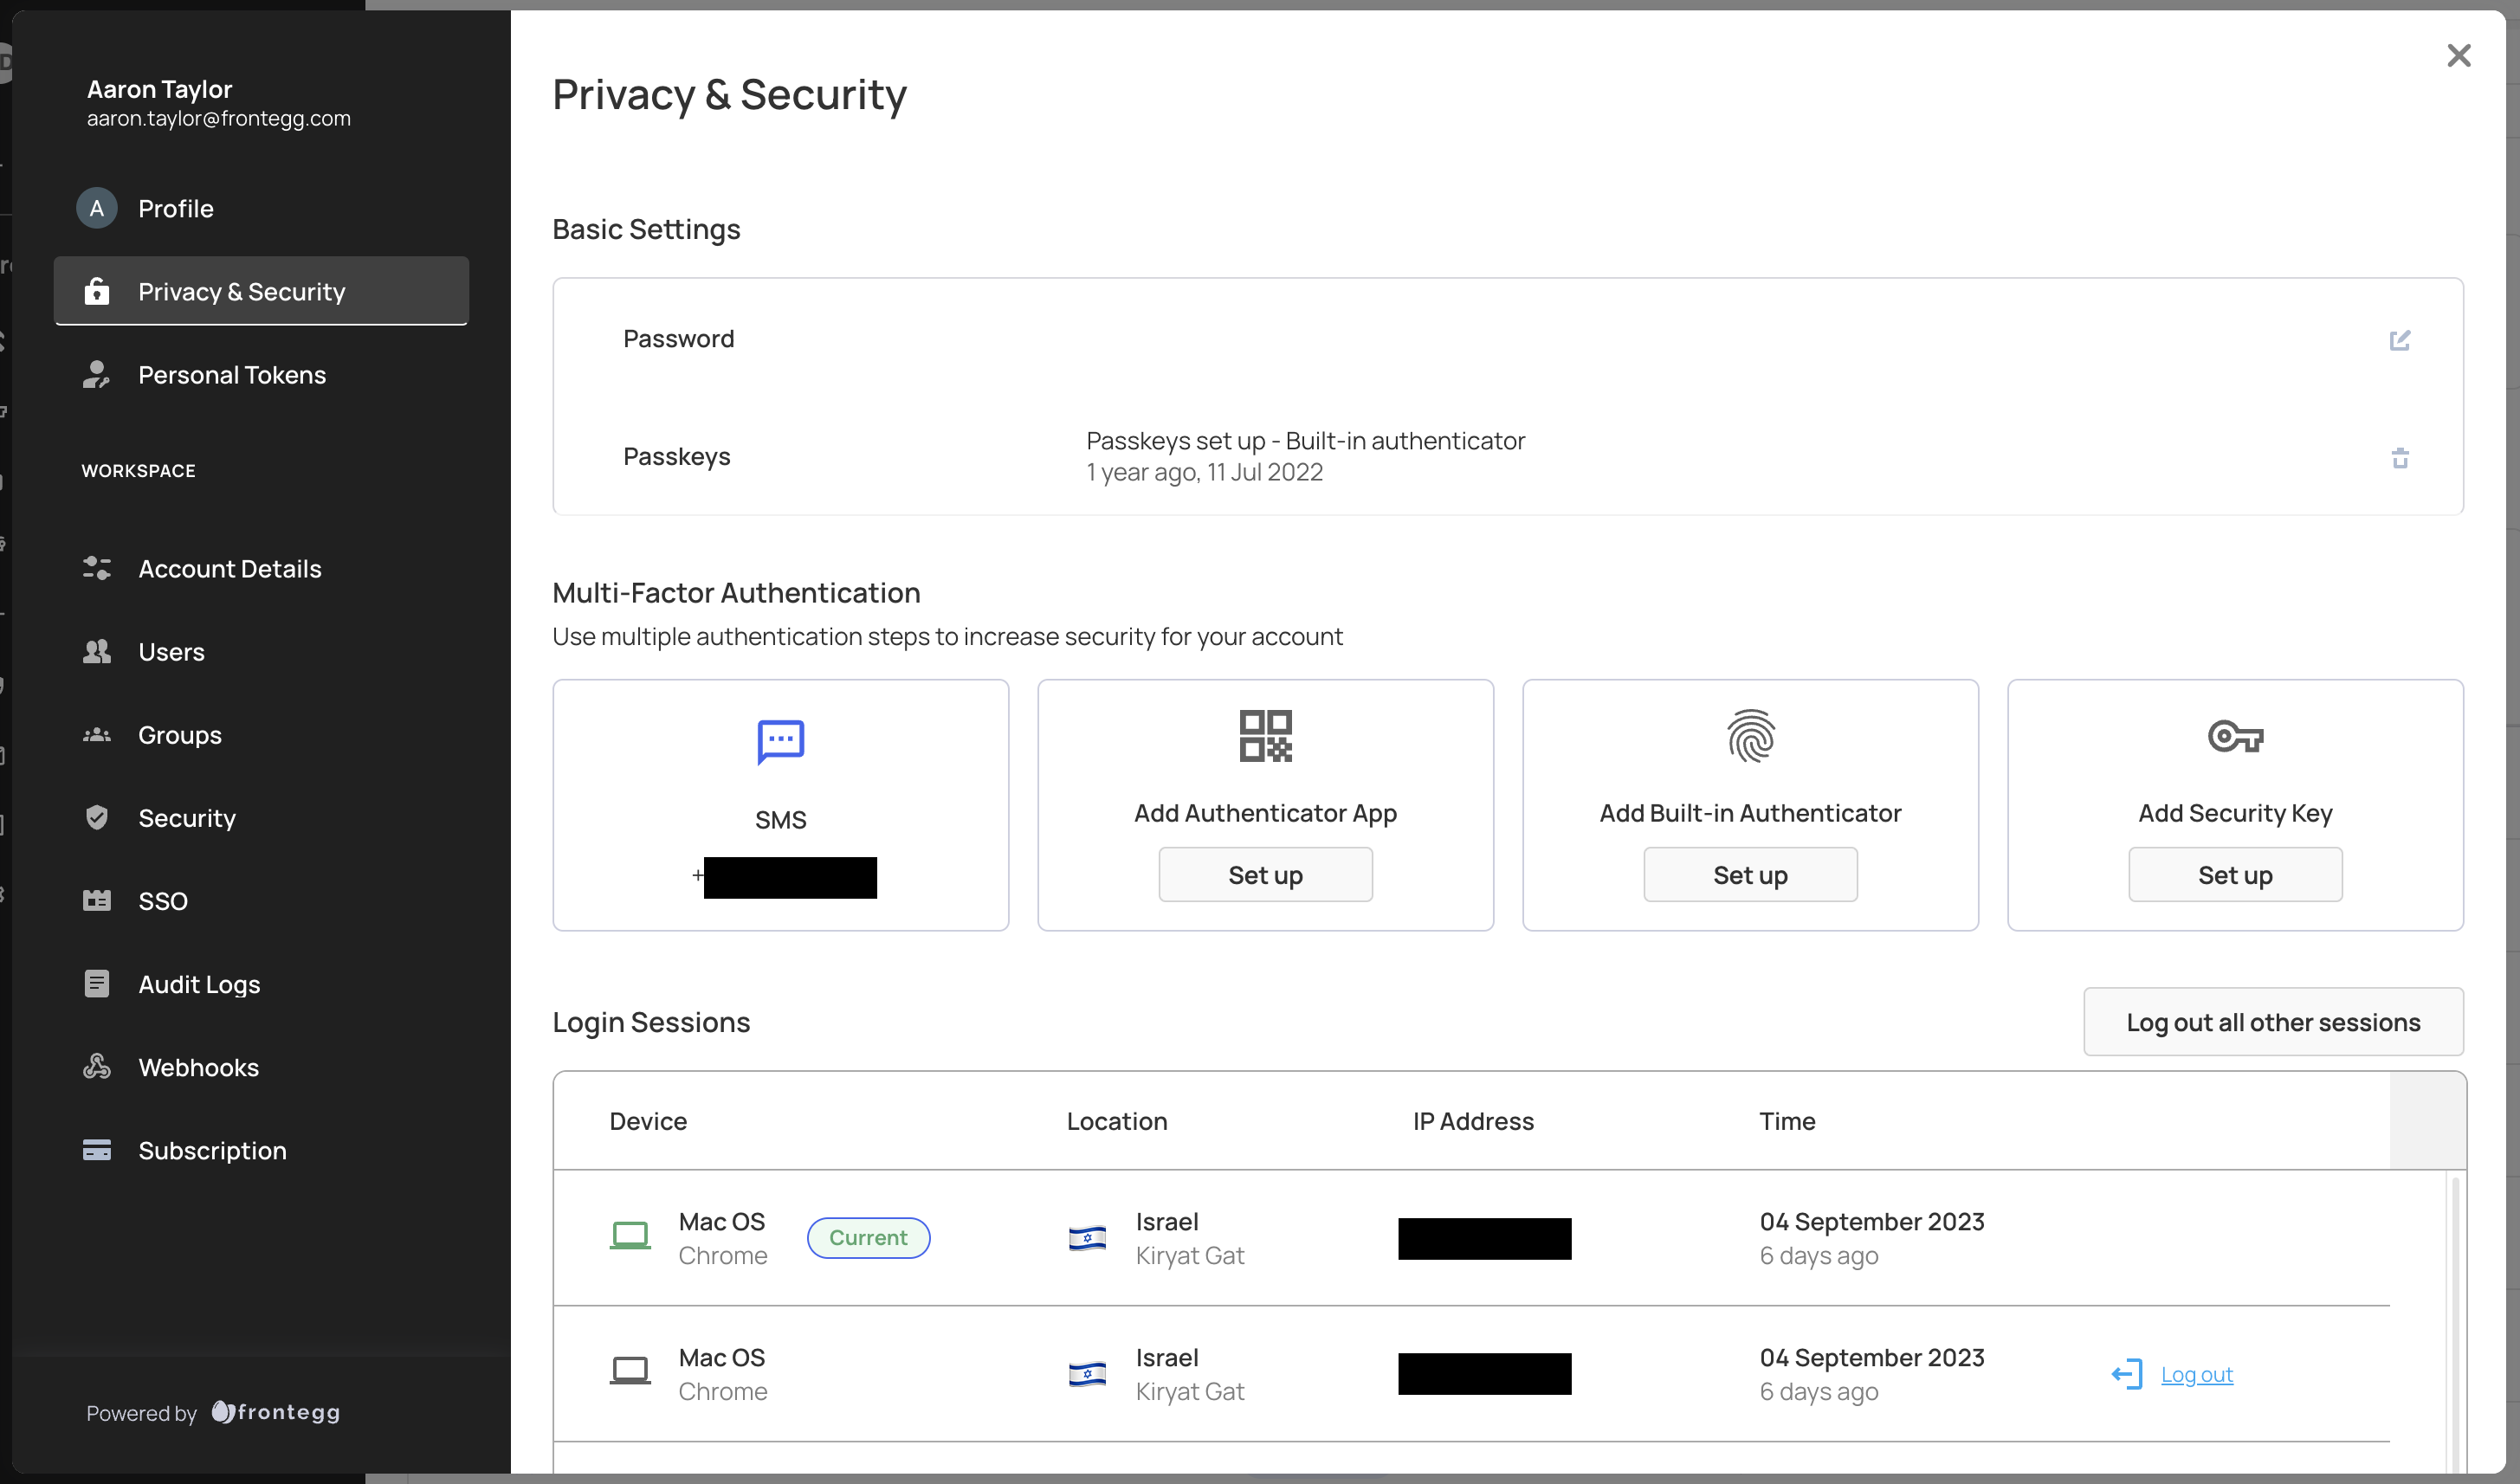 Aaron Taylor
aaron.taylor@frontegg.com
A Profile
Privacy & Security
Personal Tokens
WORKSPACE
Account Details
Users
Groups
Security
SSO
Audit Logs
Webhooks
Subscription
Powered by frontegg
Privacy & Security
Basic Settings
Password
Passkeys
Passkeys set up - Built-in authenticator
1 year ago, 11 Jul 2022
Multi-Factor Authentication
Use multiple authentication steps to increase security for your account
SMS
+
Add Authenticator App
Set up
Add Built-in Authenticator
Set up
Add Security Key
Set up
Login Sessions
Log out all other sessions
Device Location IP Address Time
Mac OS Current Israel 04 September 2023
Chrome Kiryat Gat 6 days ago
Mac OS Israel 04 September 2023 Log out
Chrome Kiryat Gat 6 days ago